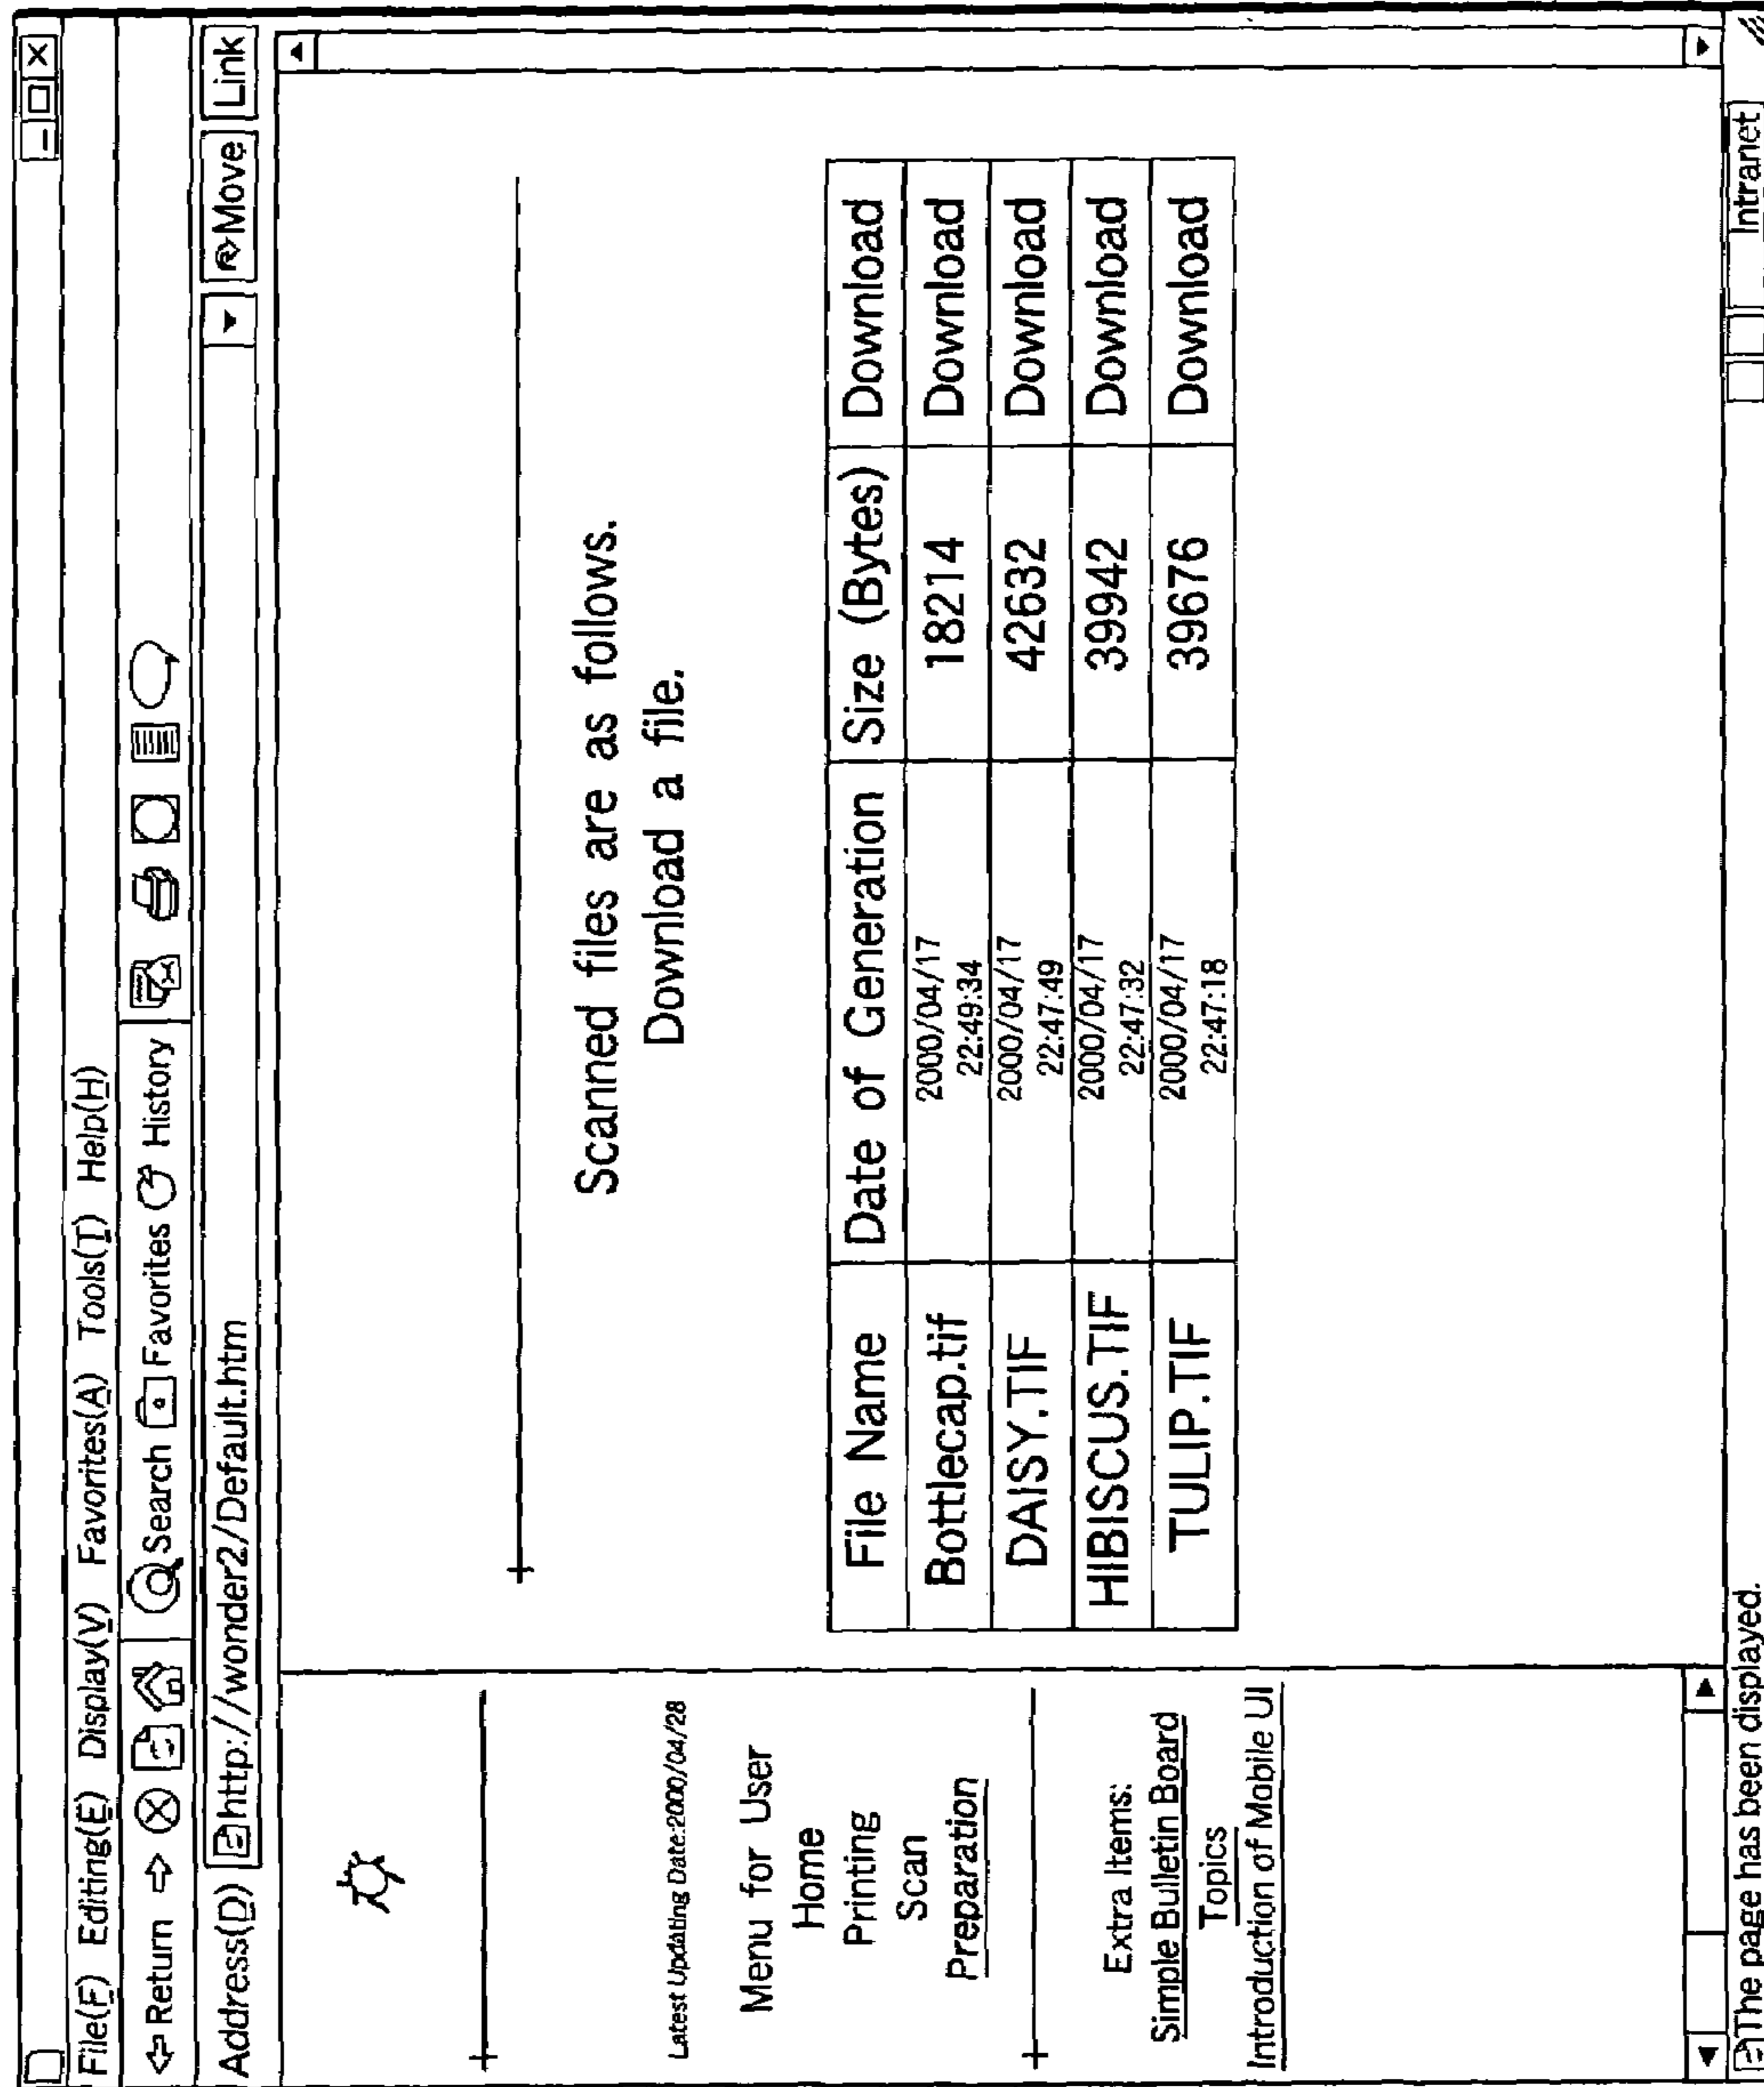 File(F) Editing(E) Display(V) Favorites(A) Tools(T) Help(H)
Return Search Favorites History
Address(D) http://wonder2/Default.htm Move Link
Latest Updating Date:2000/04/28
Menu for User
Home
Printing
Scan
Preparation
Extra Items:
Simple Bulletin Board
Topics
Introduction of Mobile UI
Scanned files are as follows.
Download a file.
File Name Date of Generation Size (Bytes) Download
Bottlecap.tif 2000/04/17 22:49:34 18214 Download
DAISY.TIF 2000/04/17 22:47:49 42632 Download
HIBISCUS.TIF 2000/04/17 22:47:32 39942 Download
TULIP.TIF 2000/04/17 22:47:18 39676 Download
The page has been displayed. Intranet